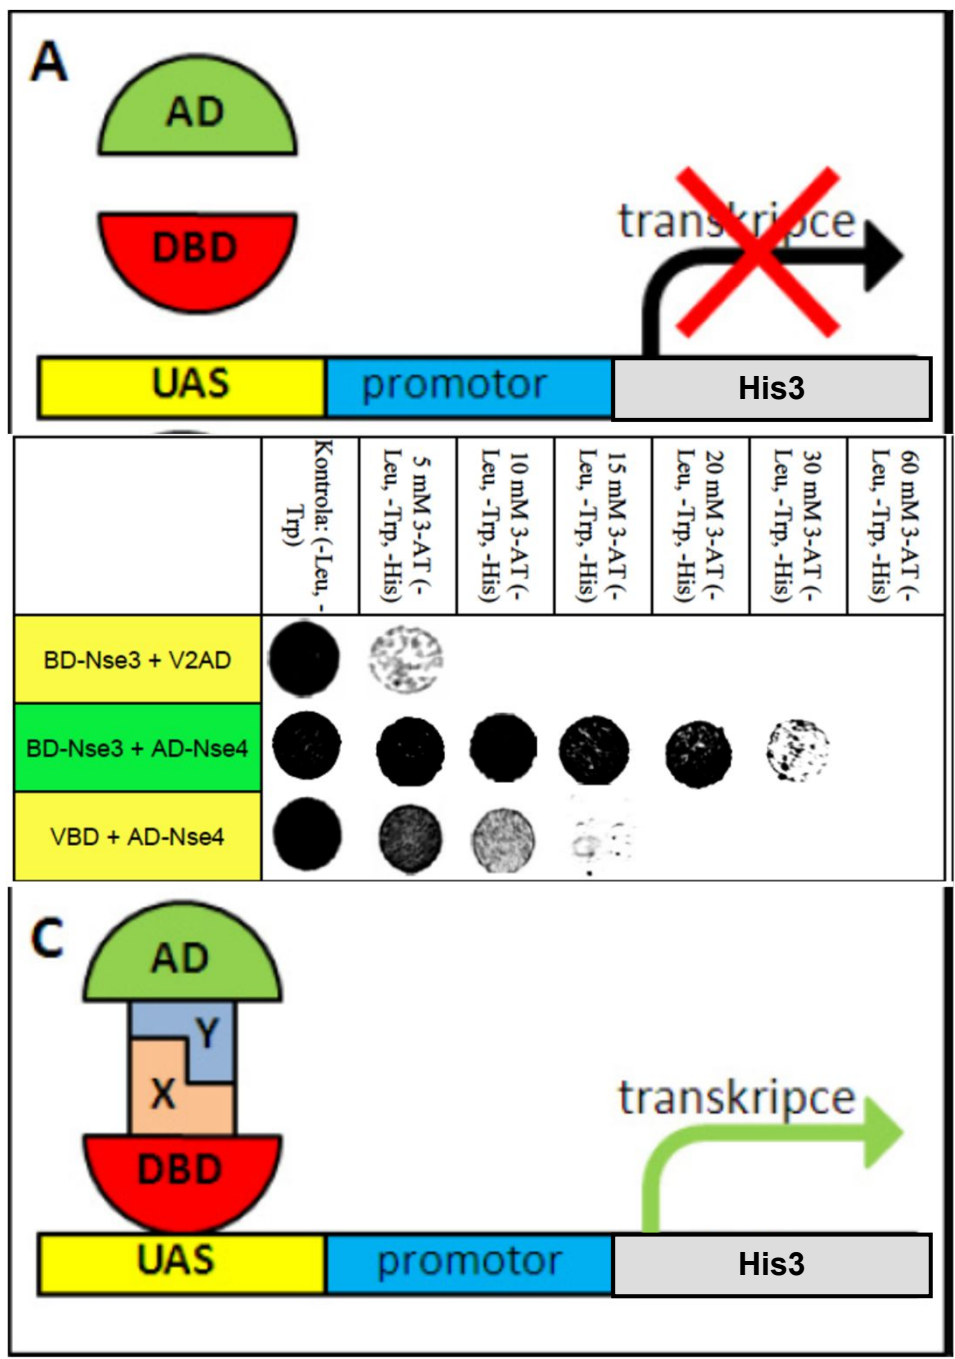 A
AD
transkripce
DBD
UAS
promotor
His3
Kontrola: (-Leu, -
Trp)
5 mM 3-AT (-
Leu, -Trp, -His)
10 mM 3-AT (-
Leu, -Trp, -His)
15 mM 3-AT (-
Leu, -Trp, -His)
20 mM 3-AT (-
Leu, -Trp, -His)
30 mM 3-AT (-
Leu, -Trp, -His)
60 mM 3-AT (-
Leu, -Trp, -His)
BD-Nse3 + V2AD
BD-Nse3 + AD-Nse4
VBD + AD-Nse4
C
AD
Y
X
transkripce
DBD
UAS
promotor
His3